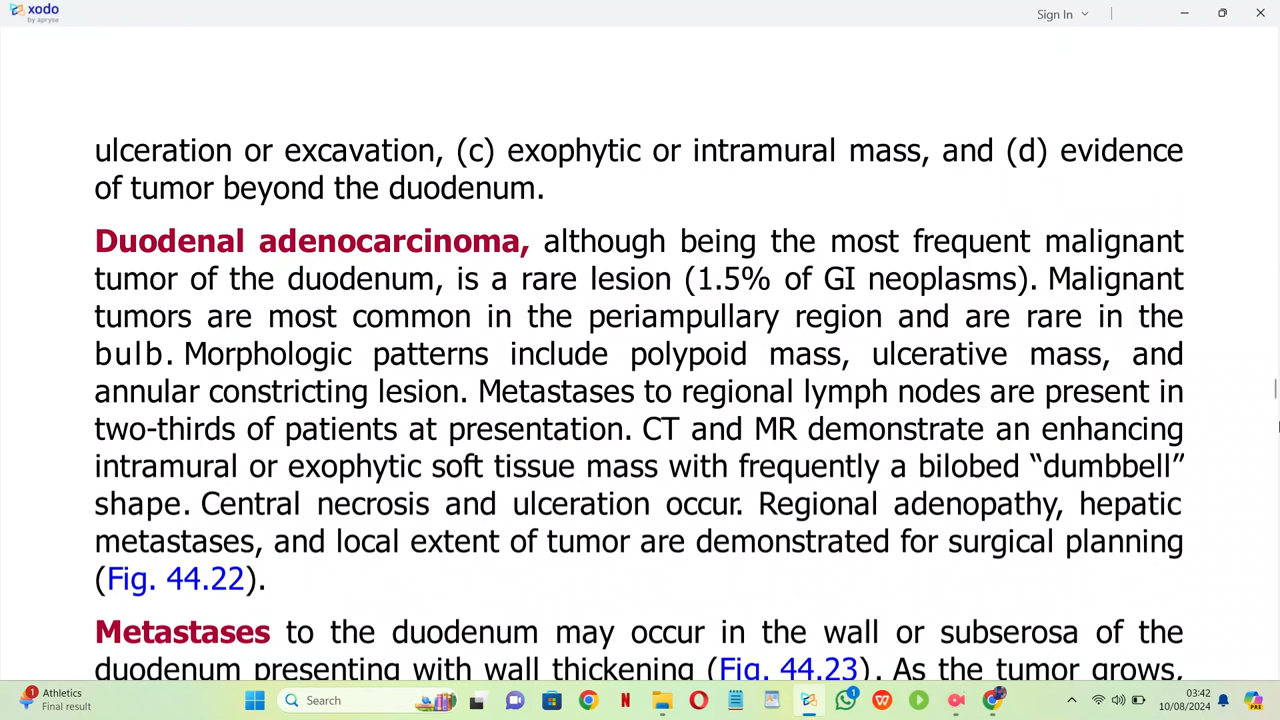 xodo
by apryse
Sign In
ulceration or excavation, (c) exophytic or intramural mass, and (d) evidence
of tumor beyond the duodenum.
Duodenal adenocarcinoma, although being the most frequent malignant
tumor of the duodenum, is a rare lesion (1.5% of GI neoplasms). Malignant
tumors are most common in the periampullary region and are rare in the
bulb. Morphologic patterns include polypoid mass, ulcerative mass, and
annular constricting lesion. Metastases to regional lymph nodes are present in
two-thirds of patients at presentation. CT and MR demonstrate an enhancing
intramural or exophytic soft tissue mass with frequently a bilobed “dumbbell”
shape. Central necrosis and ulceration occur. Regional adenopathy, hepatic
metastases, and local extent of tumor are demonstrated for surgical planning
(Fig. 44.22).
Metastases to the duodenum may occur in the wall or subserosa of the
duodenum presenting with wall thickening (Fig. 44.23). As the tumor grows,
1
Athletics
Final result
Search
N
1
W
03:42
10/08/2024
PRE